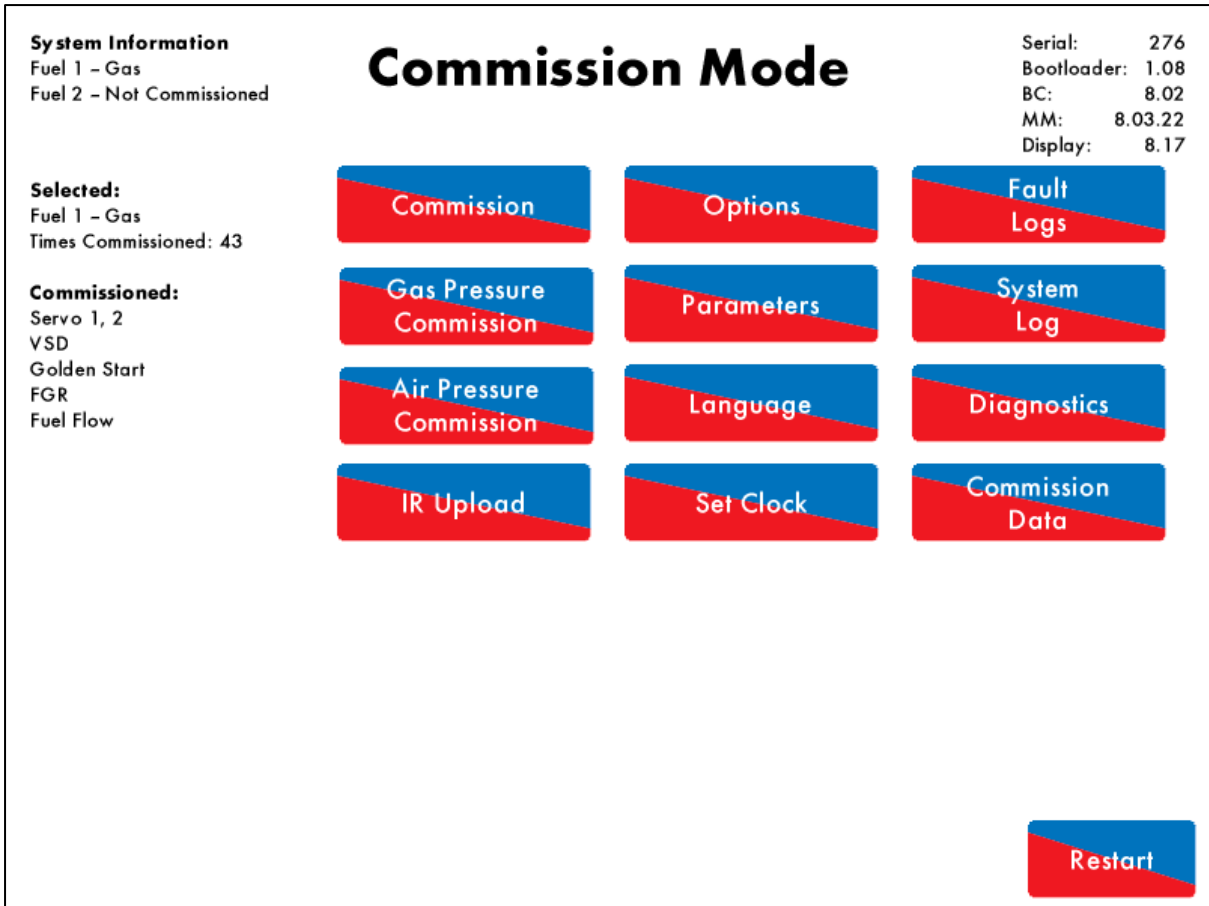 System Information
Fuel 1 – Gas
Fuel 2 – Not Commissioned
Commission Mode
Serial: 276
Bootloader: 1.08
BC: 8.02
MM: 8.03.22
Display: 8.17
Selected:
Fuel 1 – Gas
Times Commissioned: 43
Commissioned:
Servo 1, 2
VSD
Golden Start
FGR
Fuel Flow
Commission
Options
Fault
Logs
Gas Pressure
Commission
Parameters
System
Log
Air Pressure
Commission
Language
Diagnostics
IR Upload
Set Clock
Commission
Data
Restart